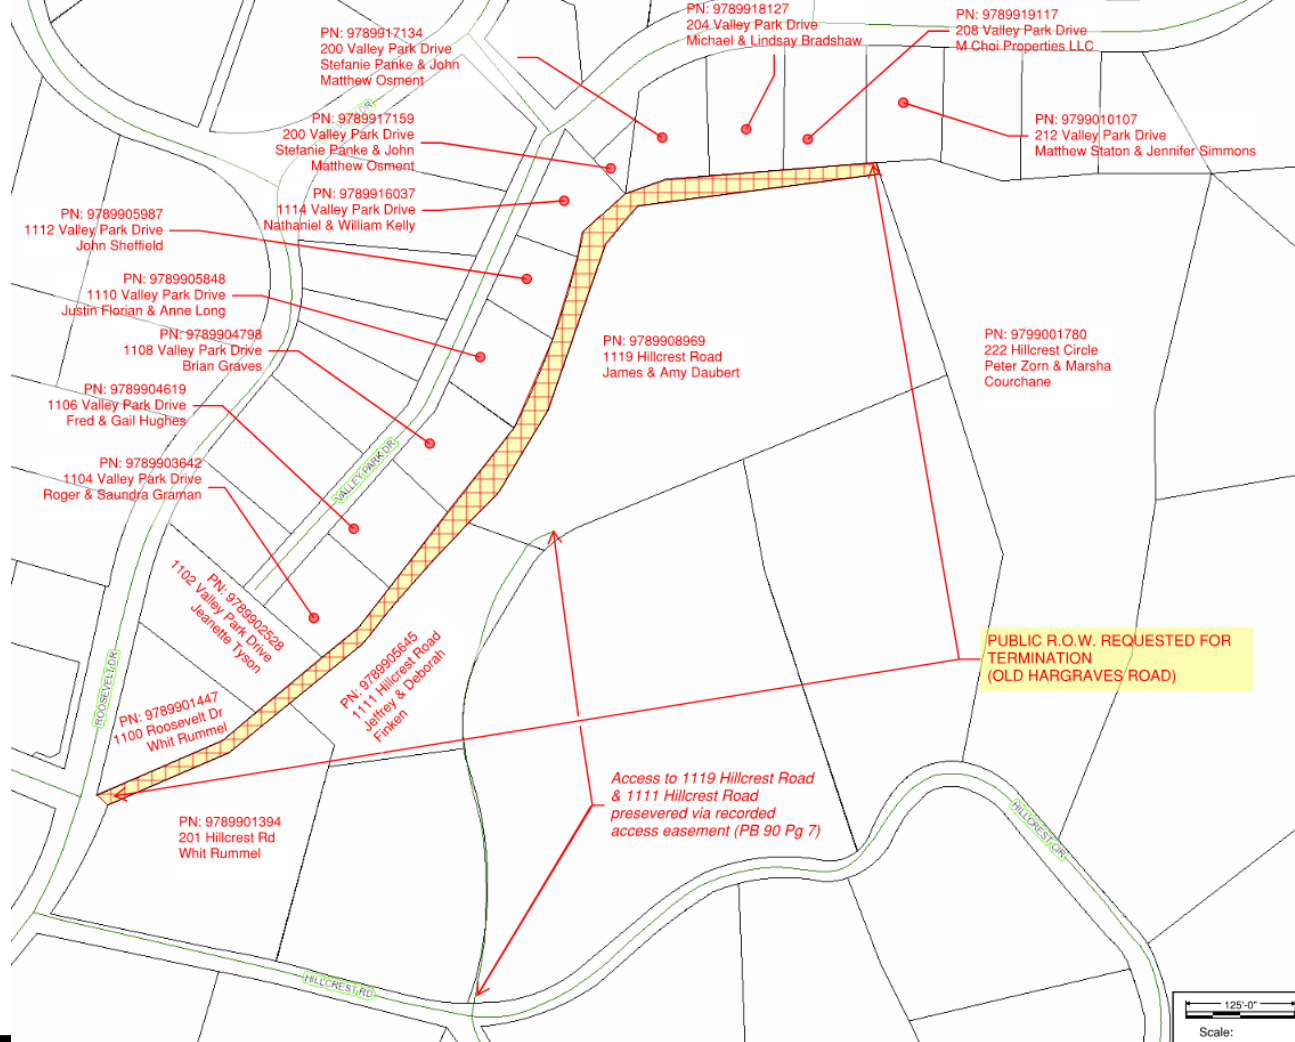 PN: 9789917134
200 Valley Park Drive
Stefanie Panke & John
Matthew Osment
PN: 9789918127
204 Valley Park Drive
Michael & Lindsay Bradshaw
PN: 9789919117
208 Valley Park Drive
M Choi Properties LLC
PN: 9789917159
200 Valley Park Drive
Stefanie Panke & John
Matthew Osment
PN: 9799010107
212 Valley Park Drive
Matthew Staton & Jennifer Simmons
PN: 9789916037
1114 Valley Park Drive
Nathaniel & William Kelly
PN: 9789905987
1112 Valley Park Drive
John Sheffield
PN: 9789905848
1110 Valley Park Drive
Justin Florian & Anne Long
PN: 9789904798
1108 Valley Park Drive
Brian Graves
PN: 9789908969
1119 Hillcrest Road
James & Amy Daubert
PN: 9799001780
222 Hillcrest Circle
Peter Zorn & Marsha
Courchane
PN: 9789904619
1106 Valley Park Drive
Fred & Gail Hughes
PN: 9789903642
1104 Valley Park Drive
Roger & Saundra Graman
VALLEY PARK DR
PN: 9789902528
1102 Valley Park Drive
Jeanette Tyson
PN: 9789905645
1111 Hillcrest Road
Jeffrey & Deborah
Finken
PUBLIC R.O.W. REQUESTED FOR
TERMINATION
(OLD HARGRAVES ROAD)
ROOSEVELT DR
PN: 9789901447
1100 Roosevelt Dr
Whit Rummel
Access to 1119 Hillcrest Road
& 1111 Hillcrest Road
presevered via recorded
access easement (PB 90 Pg 7)
PN: 9789901394
201 Hillcrest Rd
Whit Rummel
HILLCREST CIR
HILLCREST RD
125'-0"
Scale: